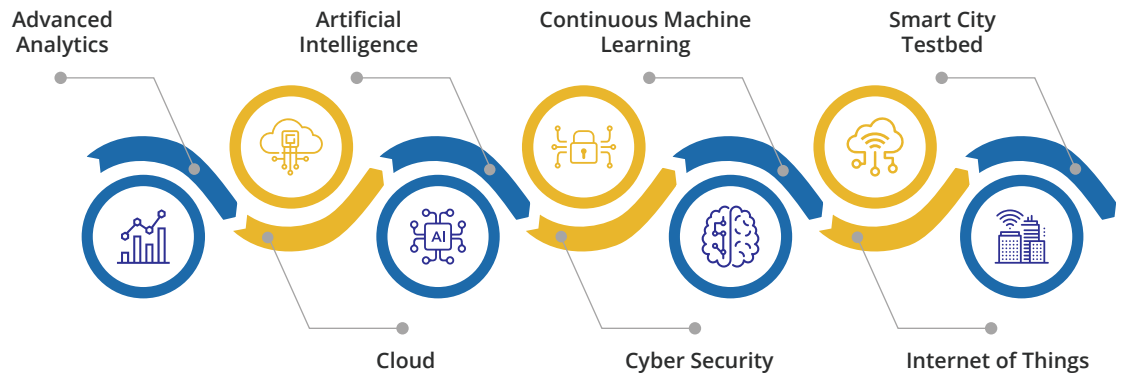 Advanced
Analytics
Artificial
Intelligence
Continuous Machine
Learning
Smart City
Testbed
AI
Cloud
Cyber Security
Internet of Things